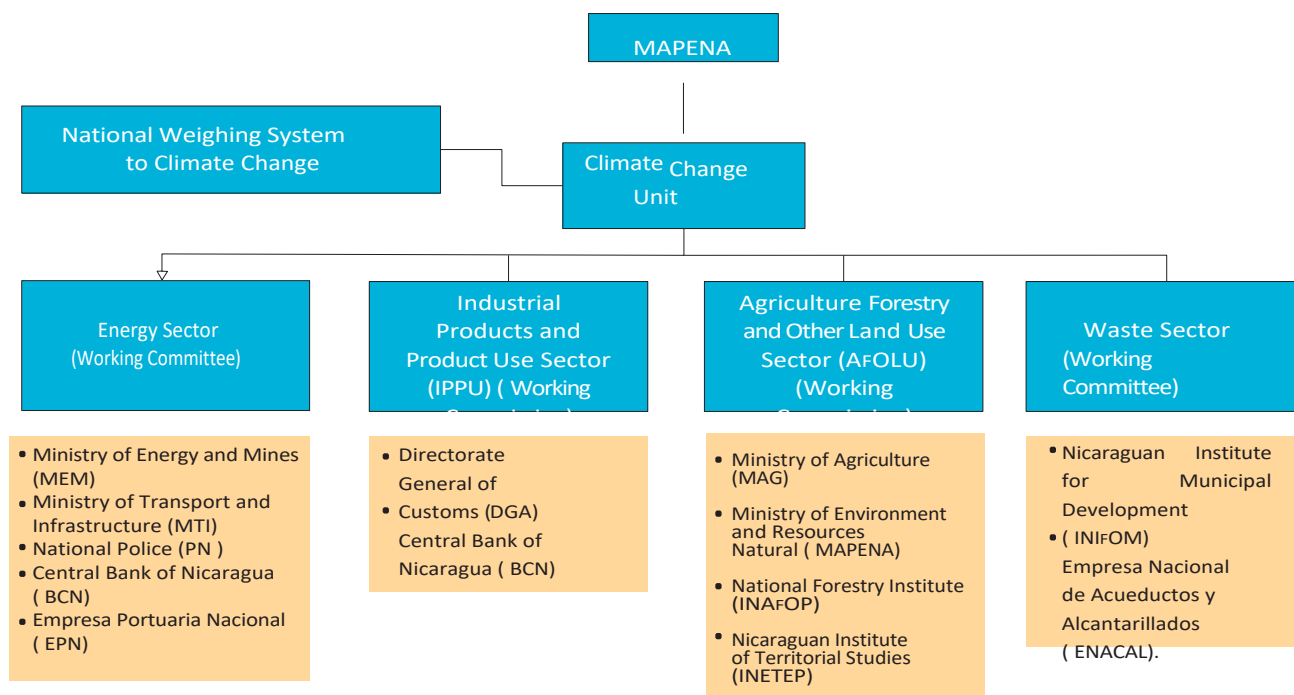 MAPENA
National Weighing System
to Climate Change
Climate Change
Unit
Energy Sector
(Working Committee)
Industrial
Products and
Product Use Sector
(IPPU) ( Working
Agriculture Forestry
and Other Land Use
Sector (AFOLU)
(Working
Waste Sector
(Working
Committee)
• Ministry of Energy and Mines
(MEM)
• Ministry of Transport and
Infrastructure (MTI)
• National Police (PN )
• Central Bank of Nicaragua
( BCN)
• Empresa Portuaria Nacional
( EPN)
• Directorate
General of
• Customs (DGA)
Central Bank of
Nicaragua ( BCN)
• Ministry of Agriculture
(MAG)
• Ministry of Environment
and Resources
Natural ( MAPENA)
• National Forestry Institute
(INAFOP)
• Nicaraguan Institute
of Territorial Studies
(INETEP)
• Nicaraguan Institute
for Municipal
Development
• ( INIFOM)
Empresa Nacional
de Acueductos y
Alcantarillados
( ENACAL).